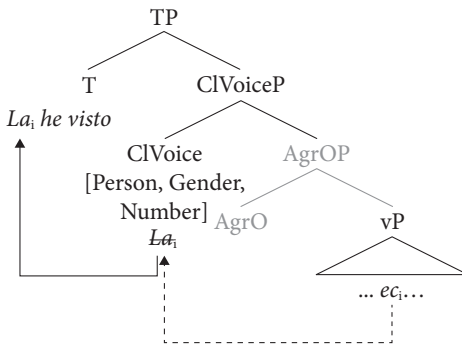 TP
T ClVoiceP
Laᵢ he visto
ClVoice AgrOP
[Person, Gender,
Number] AgrO vP
Laᵢ
... ecᵢ…